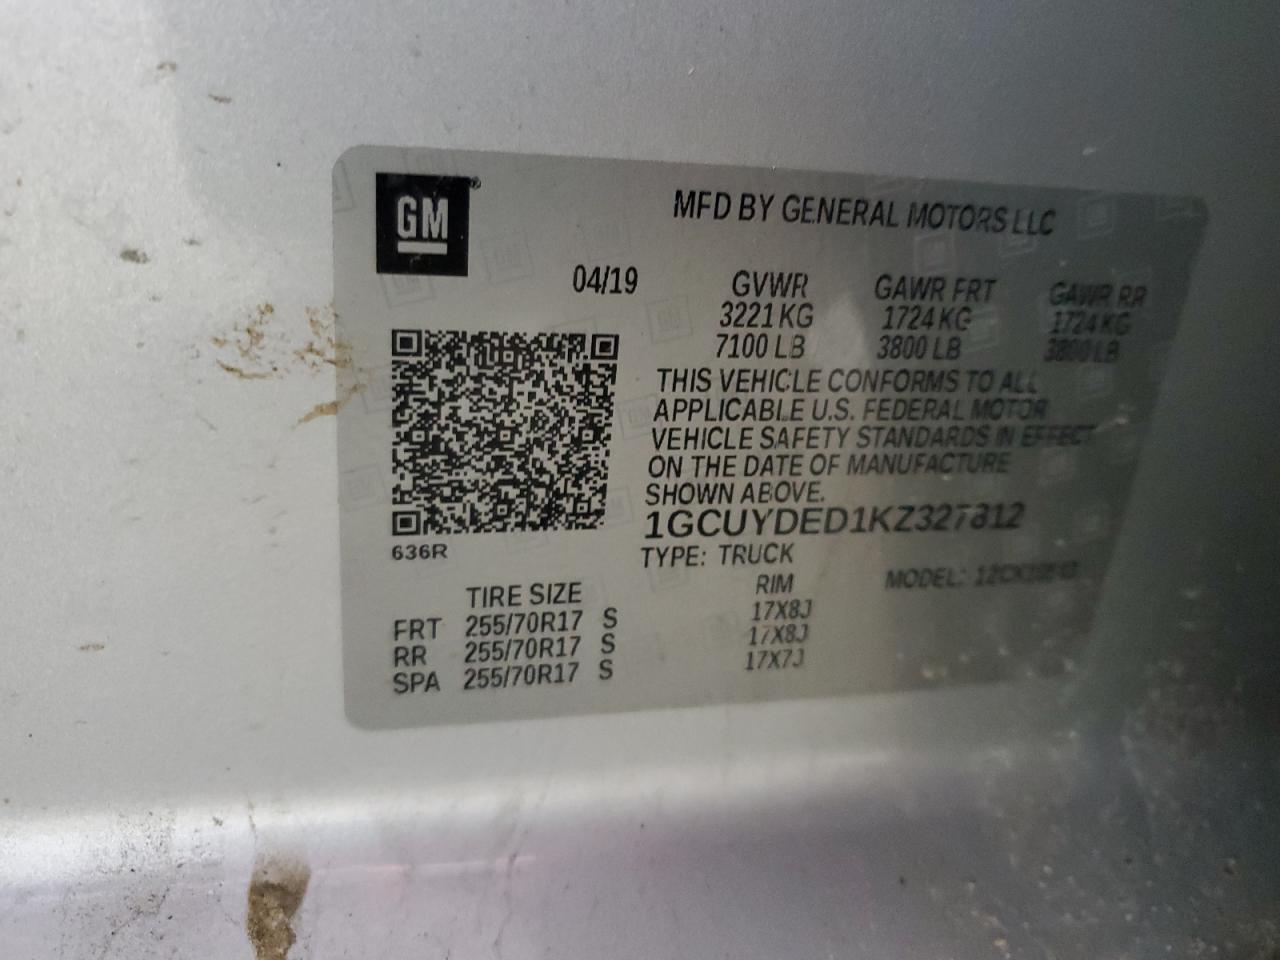 GM
MFD BY GENERAL MOTORS LLC
04/19 GVWR GAWR FRT GAWR RR
3221 KG 1724 KG 1724 KG
7100 LB 3800 LB 3800 LB
THIS VEHICLE CONFORMS TO ALL
APPLICABLE U.S. FEDERAL MOTOR
VEHICLE SAFETY STANDARDS IN EFFECT
ON THE DATE OF MANUFACTURE
SHOWN ABOVE.
1GCUYDED1KZ327812
636R
TYPE: TRUCK
MODEL:
TIRE SIZE RIM
FRT 255/70R17 S 17X8J
RR 255/70R17 S 17X8J
SPA 255/70R17 S 17X7J